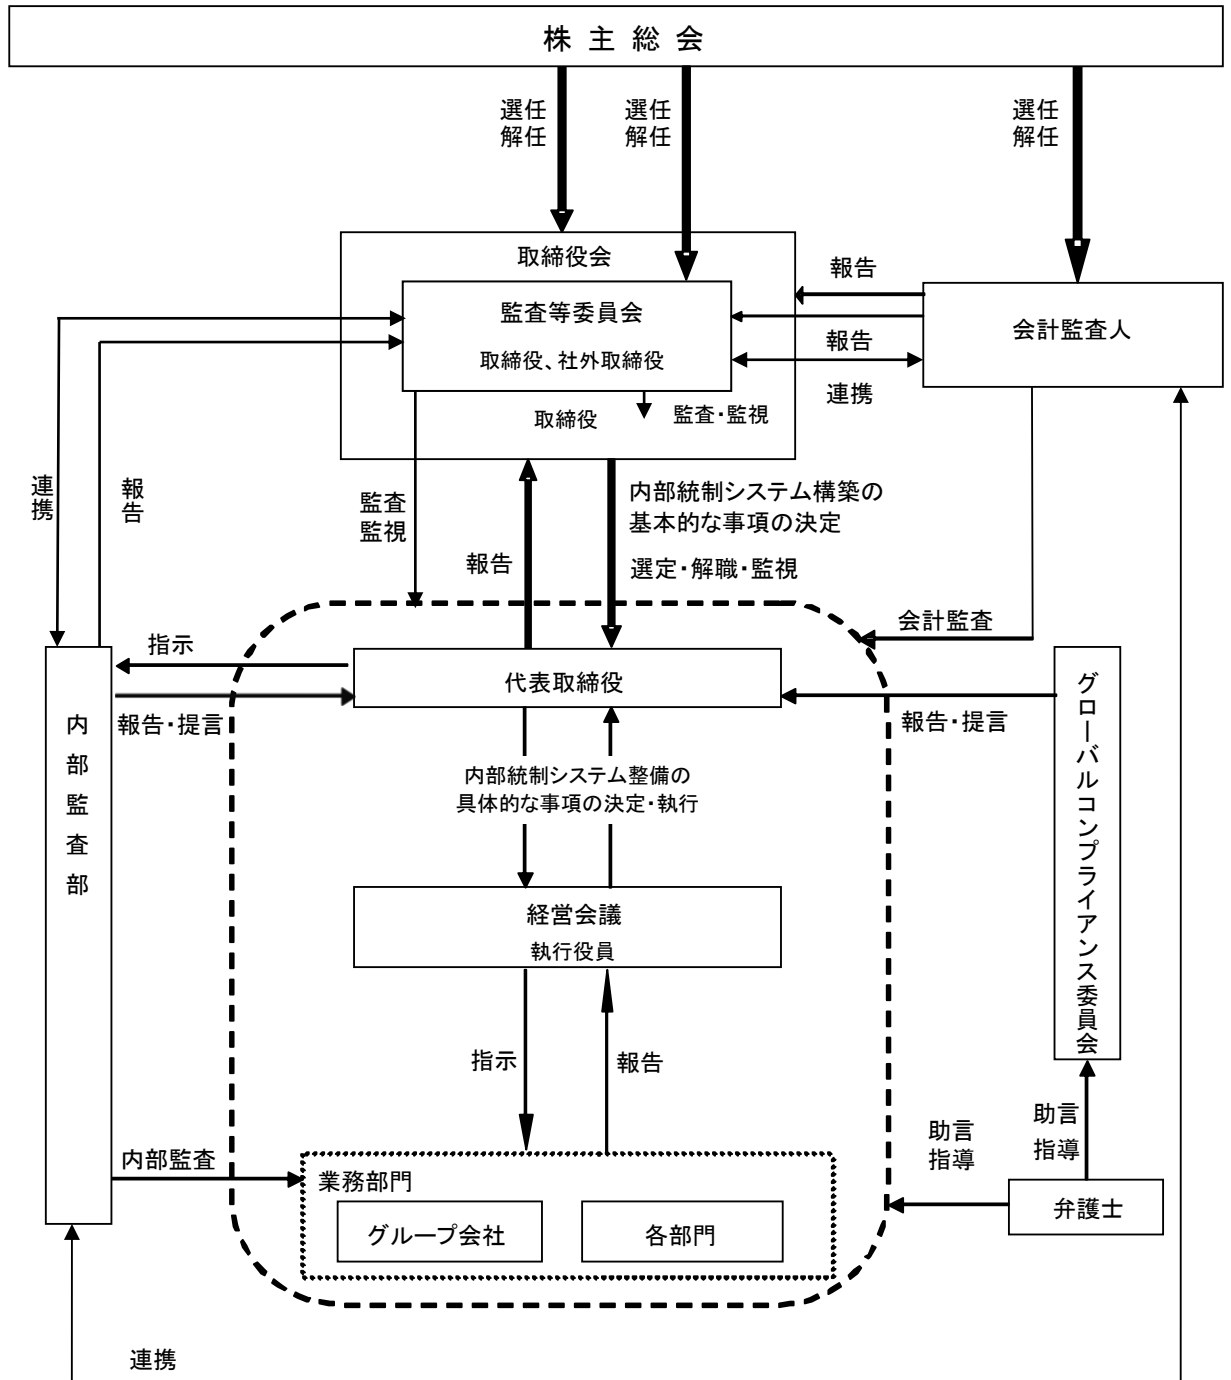 株主総会
選任
解任
選任
解任
選任
解任
取締役会
報告
監査等委員会
取締役、社外取締役
会計監査人
報告
連携
取締役
監査・監視
連携
報告
監査
監視
報告
内部統制システム構築の
基本的な事項の決定
選定・解職・監視
会計監査
指示
代表取締役
報告・提言
報告・提言
内部監査部
グローバルコンプライアンス委員会
内部統制システム整備の
具体的な事項の決定・執行
経営会議
執行役員
指示
報告
助言
指導
助言
指導
内部監査
業務部門
グループ会社
各部門
弁護士
連携